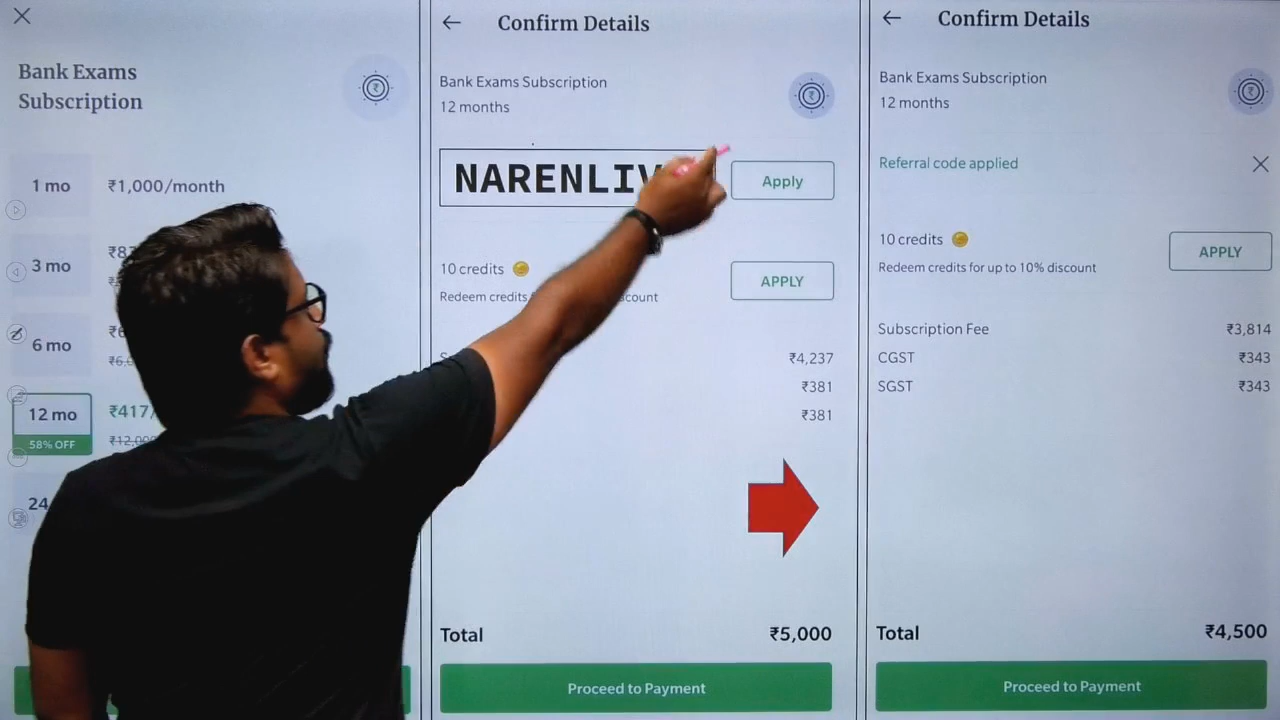 Bank Exams
Subscription
1 mo ₹1,000/month
3 mo
6 mo
12 mo
58% OFF
24
Confirm Details
Bank Exams Subscription
12 months
Apply
10 credits
APPLY
Redeem credits
₹4,237
₹381
₹381
Total ₹5,000
Proceed to Payment
Confirm Details
Bank Exams Subscription
12 months
Referral code applied
10 credits
APPLY
Redeem credits for up to 10% discount
Subscription Fee ₹3,814
CGST ₹343
SGST ₹343
Total ₹4,500
Proceed to Payment